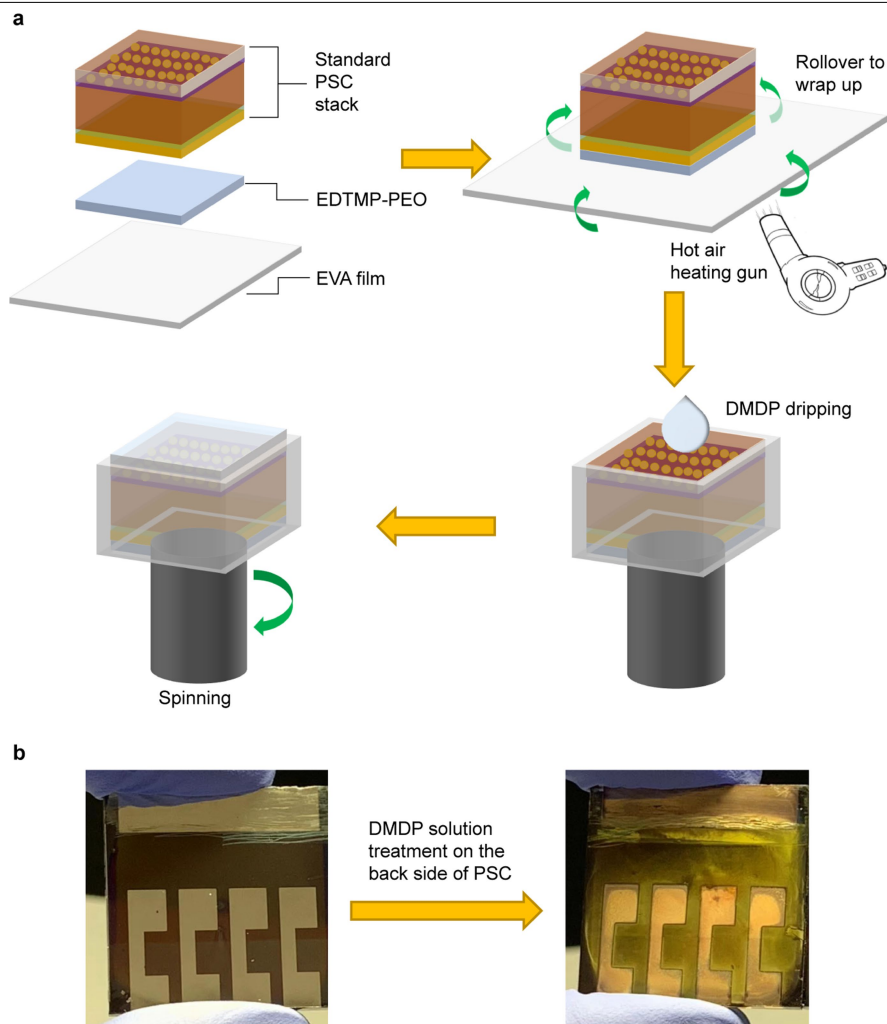 a
Standard
PSC
stack
EDTMP-PEO
EVA film
Rollover to
wrap up
Hot air
heating gun
DMDP dripping
Spinning
b
DMDP solution
treatment on the
back side of PSC